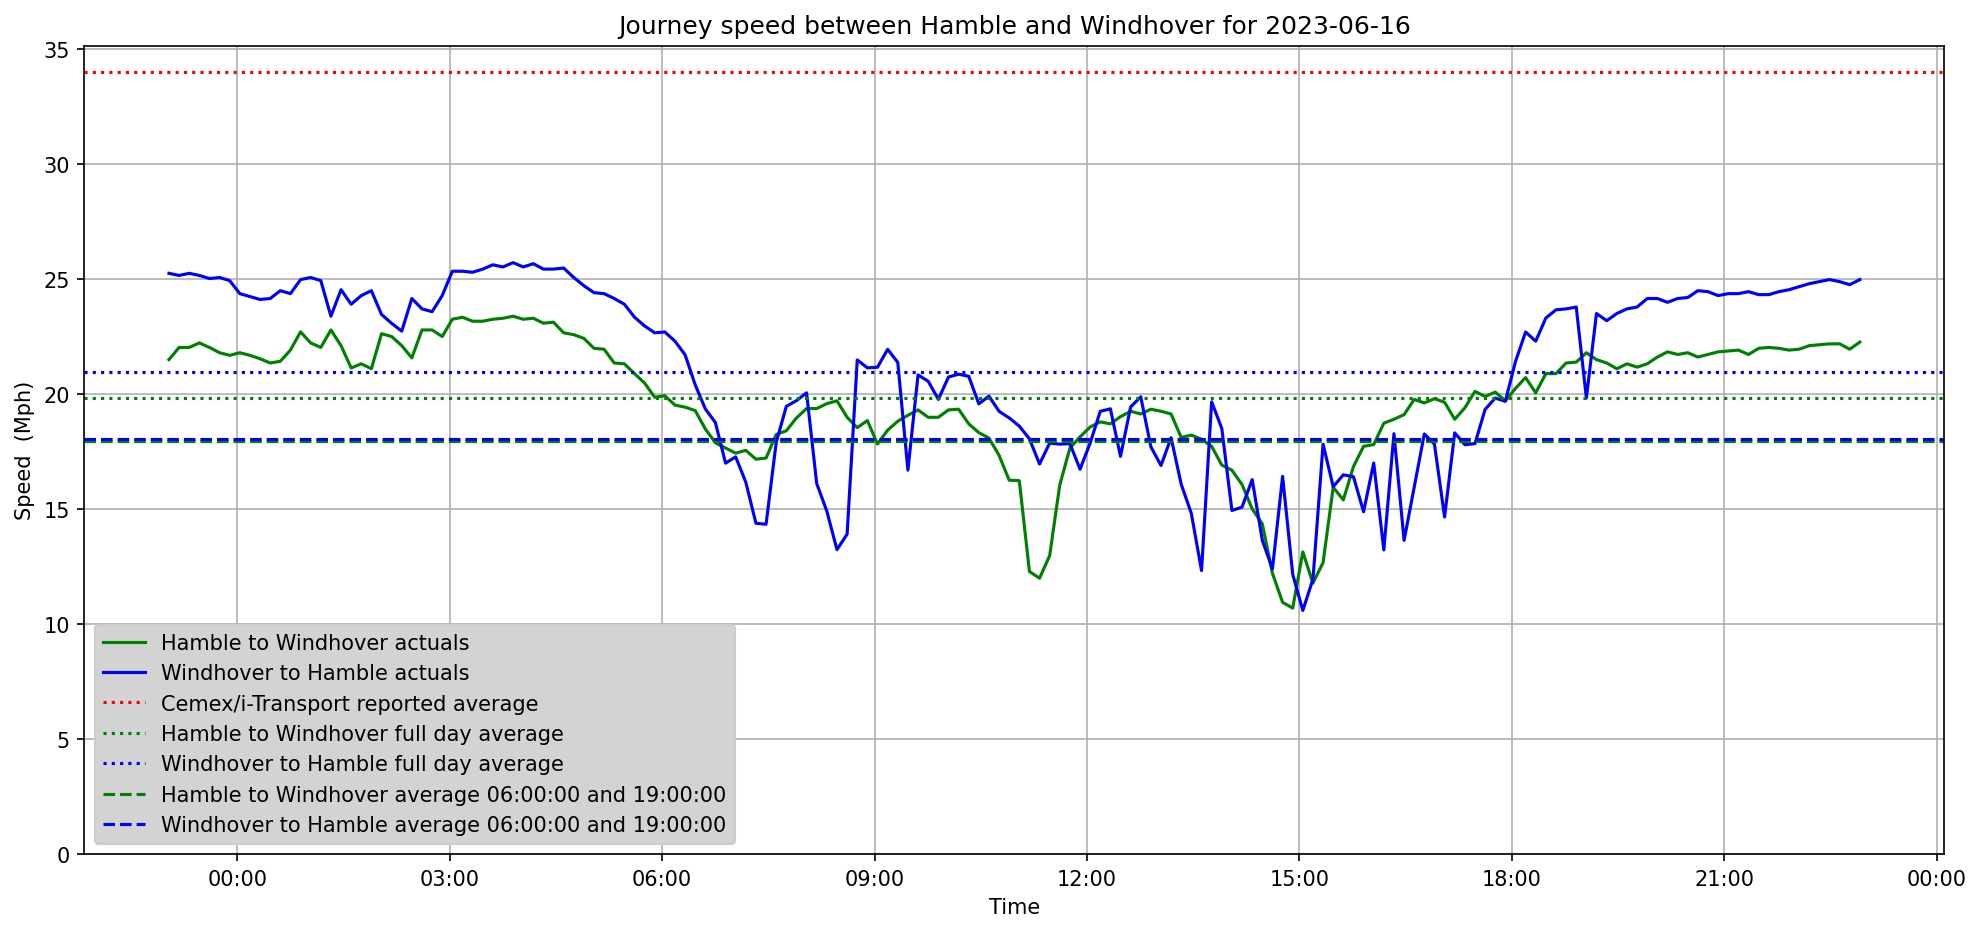 Journey speed between Hamble and Windhover for 2023-06-16
35
30
25
20
15
10
5
0
Speed (Mph)
Hamble to Windhover actuals
Windhover to Hamble actuals
Cemex/i-Transport reported average
Hamble to Windhover full day average
Windhover to Hamble full day average
Hamble to Windhover average 06:00:00 and 19:00:00
Windhover to Hamble average 06:00:00 and 19:00:00
00:00 03:00 06:00 09:00 12:00 15:00 18:00 21:00 00:00
Time